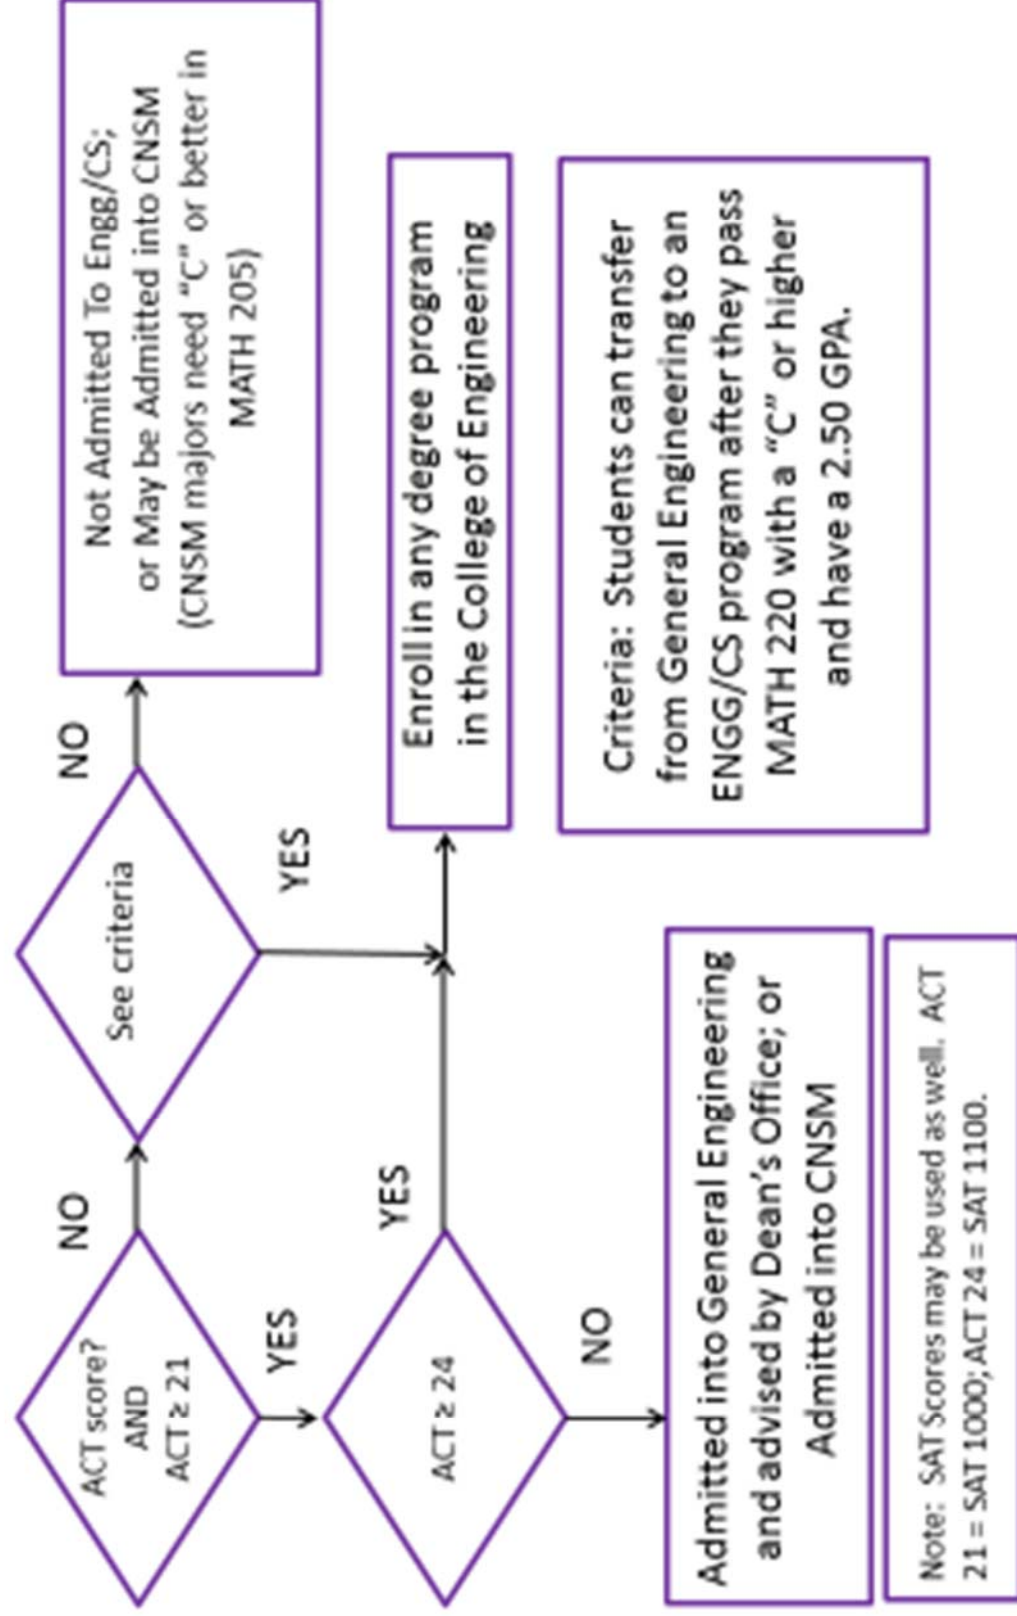 ACT score?
AND
ACT ≥ 21
NO
See criteria
NO
Not Admitted To Engg/CS;
or May be Admitted into CNSM
(CNSM majors need "C" or better in
MATH 205)
YES
YES
ACT ≥ 24
YES
Enroll in any degree program
in the College of Engineering
NO
Admitted into General Engineering
and advised by Dean's Office; or
Admitted into CNSM
Criteria: Students can transfer
from General Engineering to an
ENGG/CS program after they pass
MATH 220 with a "C" or higher
and have a 2.50 GPA.
Note: SAT Scores may be used as well. ACT
21 = SAT 1000; ACT 24 = SAT 1100.